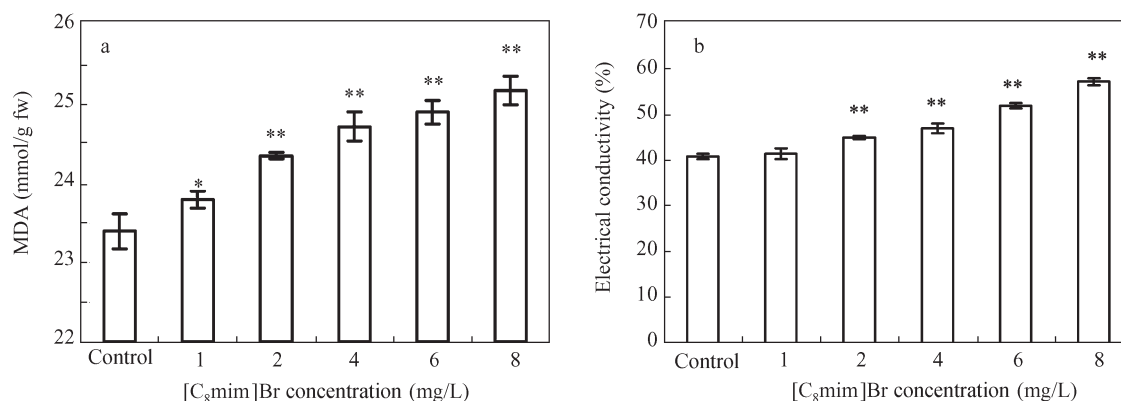 26
25
24
23
22
MDA (mmol/g fw)
a
*
**
**
**
**
Control 1 2 4 6 8
[C₈mim]Br concentration (mg/L)
70
60
50
40
30
20
10
0
Electrical conductivity (%)
b
**
**
**
**
Control 1 2 4 6 8
[C₈mim]Br concentration (mg/L)